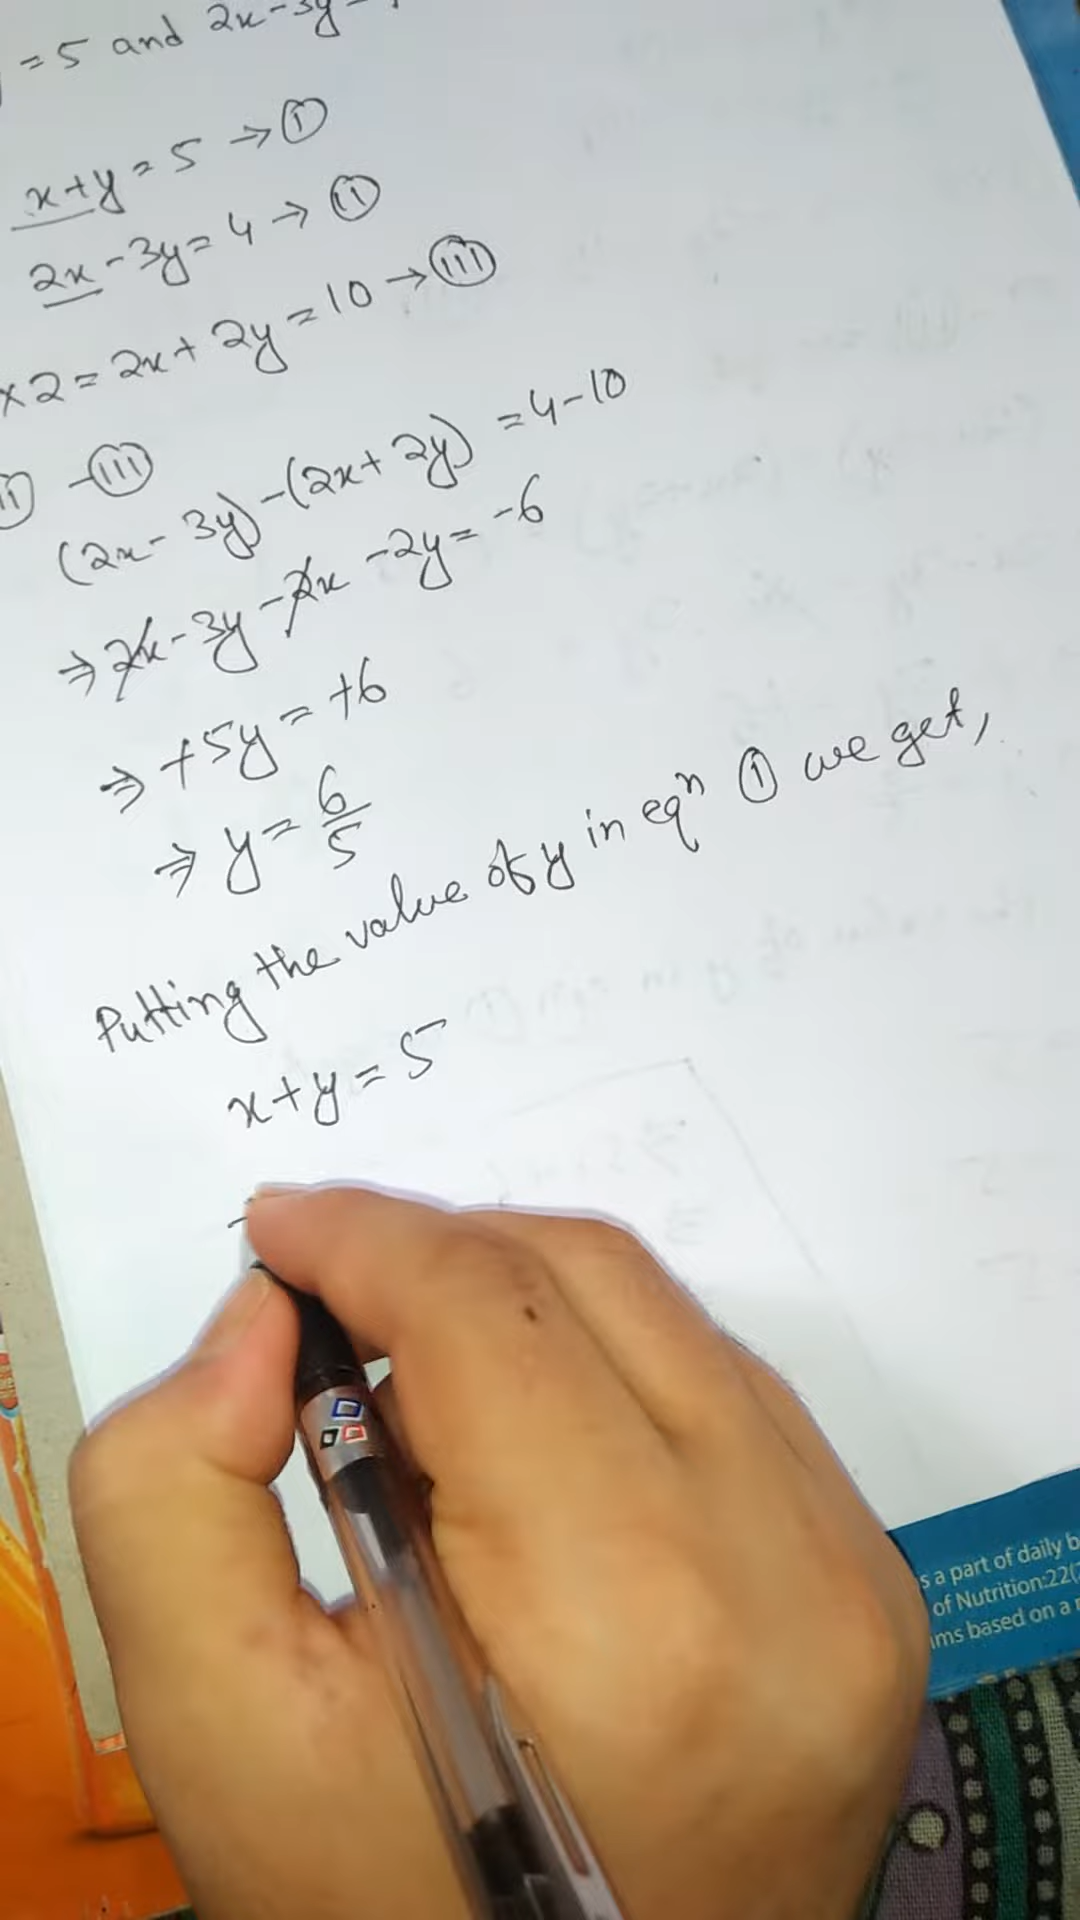 = 5 and 2x-3y=
x+y = 5 → (i)
2x-3y = 4 → (ii)
×2 = 2x + 2y = 10 → (iii)
(ii) - (iii)
(2x - 3y) - (2x + 2y) = 4 - 10
⇒ 2x - 3y - 2x - 2y = -6
⇒ +5y = +6
⇒ y = 6/5
Putting the value of y in eqⁿ (i) we get,
x+y = 5
s a part of daily b
of Nutrition:22(
ims based on a